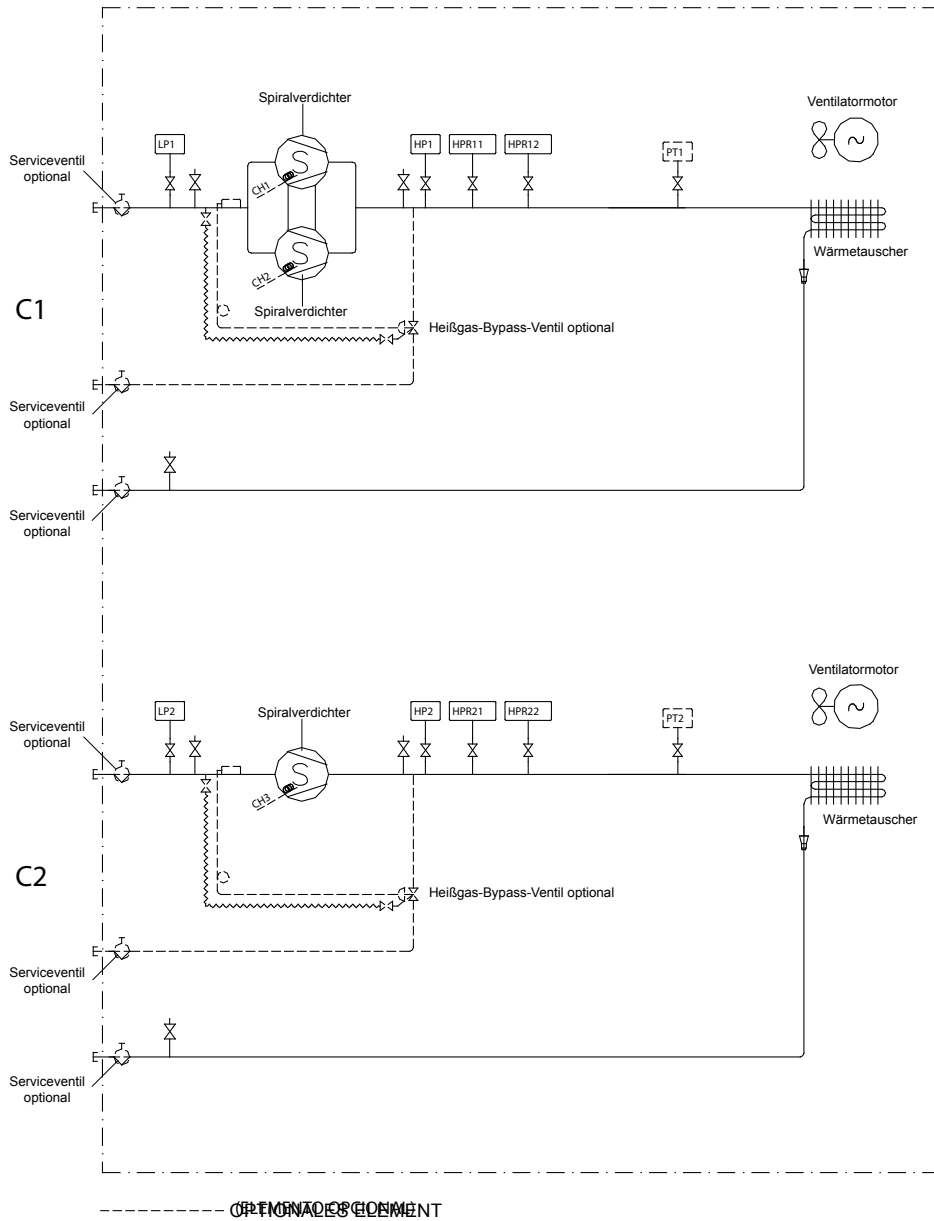 Spiralverdichter
Ventilatormotor
LP1
HP1
HPR11
HPR12
PT1
Serviceventil
optional
CH1
CH2
Wärmetauscher
Spiralverdichter
C1
Heißgas-Bypass-Ventil optional
Serviceventil
optional
Serviceventil
optional
Ventilatormotor
LP2
Spiralverdichter
HP2
HPR21
HPR22
PT2
Serviceventil
optional
CH3
Wärmetauscher
C2
Heißgas-Bypass-Ventil optional
Serviceventil
optional
Serviceventil
optional
(ELEMENTO OPCIONAL)
OPTIONALES ELEMENT